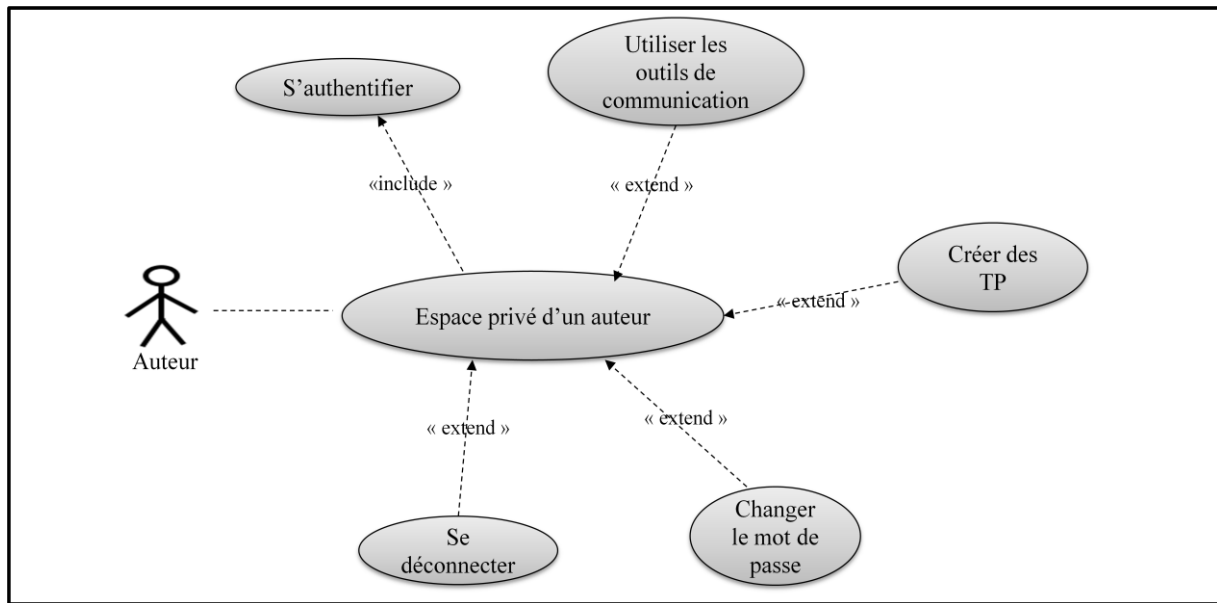 Utiliser les
outils de
communication
S’authentifier
«include »
« extend »
Créer des
TP
« extend »
Espace privé d’un auteur
Auteur
« extend »
« extend »
Changer
le mot de
passe
Se
déconnecter